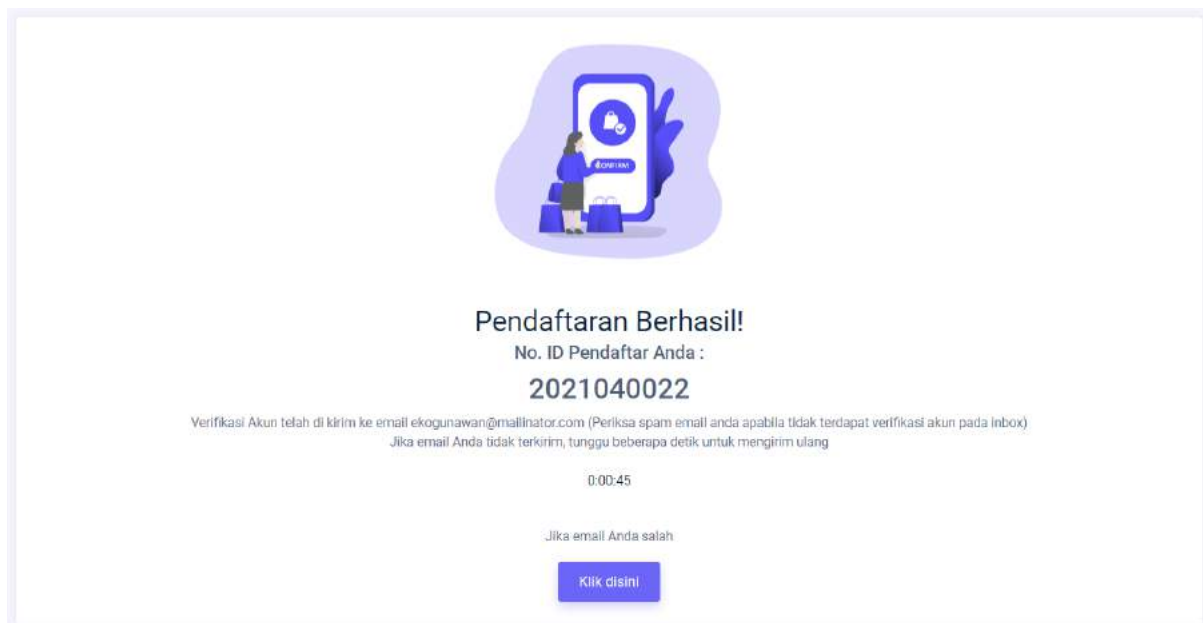 CONFIRM
Pendaftaran Berhasil!
No. ID Pendaftar Anda :
2021040022
Verifikasi Akun telah di kirim ke email ekogunawan@mailinator.com (Periksa spam email anda apabila tidak terdapat verifikasi akun pada inbox)
Jika email Anda tidak terkirim, tunggu beberapa detik untuk mengirim ulang
0:00:45
Jika email Anda salah
Klik disini